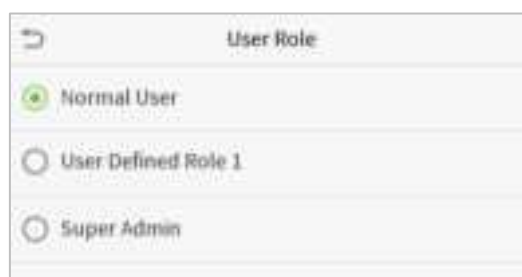 User Role
Normal User
User Defined Role 1
Super Admin